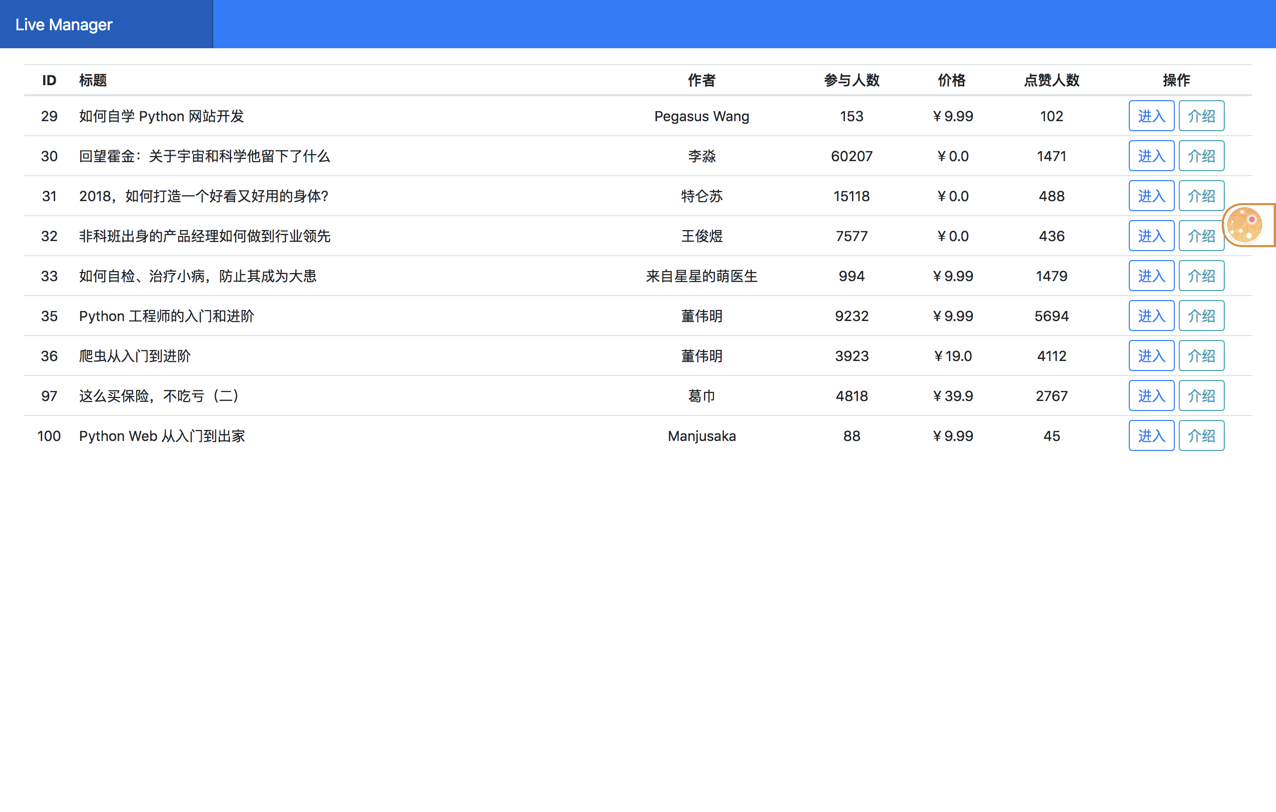 Live Manager
ID 标题 作者 参与人数 价格 点赞人数 操作
29 如何自学 Python 网站开发 Pegasus Wang 153 ¥ 9.99 102 进入 介绍
30 回望霍金：关于宇宙和科学他留下了什么 李淼 60207 ¥ 0.0 1471 进入 介绍
31 2018，如何打造一个好看又好用的身体？ 特仑苏 15118 ¥ 0.0 488 进入 介绍
32 非科班出身的产品经理如何做到行业领先 王俊煜 7577 ¥ 0.0 436 进入 介绍
33 如何自检、治疗小病，防止其成为大患 来自星星的萌医生 994 ¥ 9.99 1479 进入 介绍
35 Python 工程师的入门和进阶 董伟明 9232 ¥ 9.99 5694 进入 介绍
36 爬虫从入门到进阶 董伟明 3923 ¥ 19.0 4112 进入 介绍
97 这么买保险，不吃亏（二） 葛巾 4818 ¥ 39.9 2767 进入 介绍
100 Python Web 从入门到出家 Manjusaka 88 ¥ 9.99 45 进入 介绍